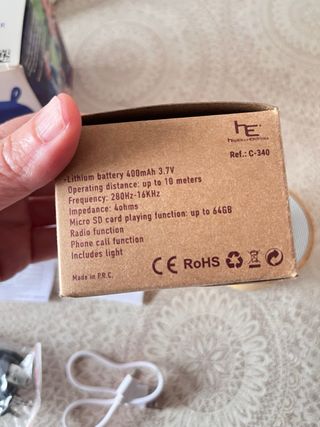 hE.
Ref.: C-340
-Lithium battery 400mAh 3.7V
Operating distance: up to 10 meters
Frequency: 280Hz-16KHz
Impedance: 4ohms
Micro SD card playing function: up to 64GB
Radio function
Phone call function
Includes light
Made in P.R.C.
CE RoHS